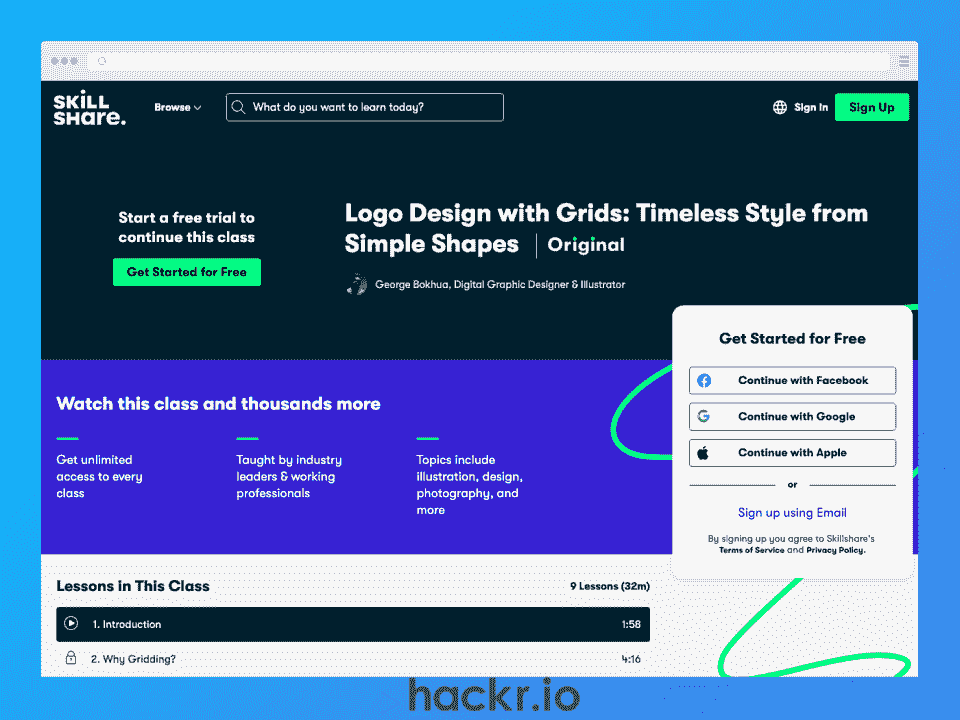 SKILL
SHare.
Browse
What do you want to learn today?
Sign In
Sign Up
Start a free trial to
continue this class
Get Started for Free
Logo Design with Grids: Timeless Style from
Simple Shapes | Original
George Bokhua, Digital Graphic Designer & Illustrator
Get Started for Free
Continue with Facebook
Continue with Google
Continue with Apple
or
Sign up using Email
By signing up you agree to Skillshare's
Terms of Service and Privacy Policy.
Watch this class and thousands more
Get unlimited
access to every
class
Taught by industry
leaders & working
professionals
Topics include
illustration, design,
photography, and
more
Lessons in This Class
9 Lessons (32m)
1. Introduction
1:58
2. Why Gridding?
4:16
hackr.io